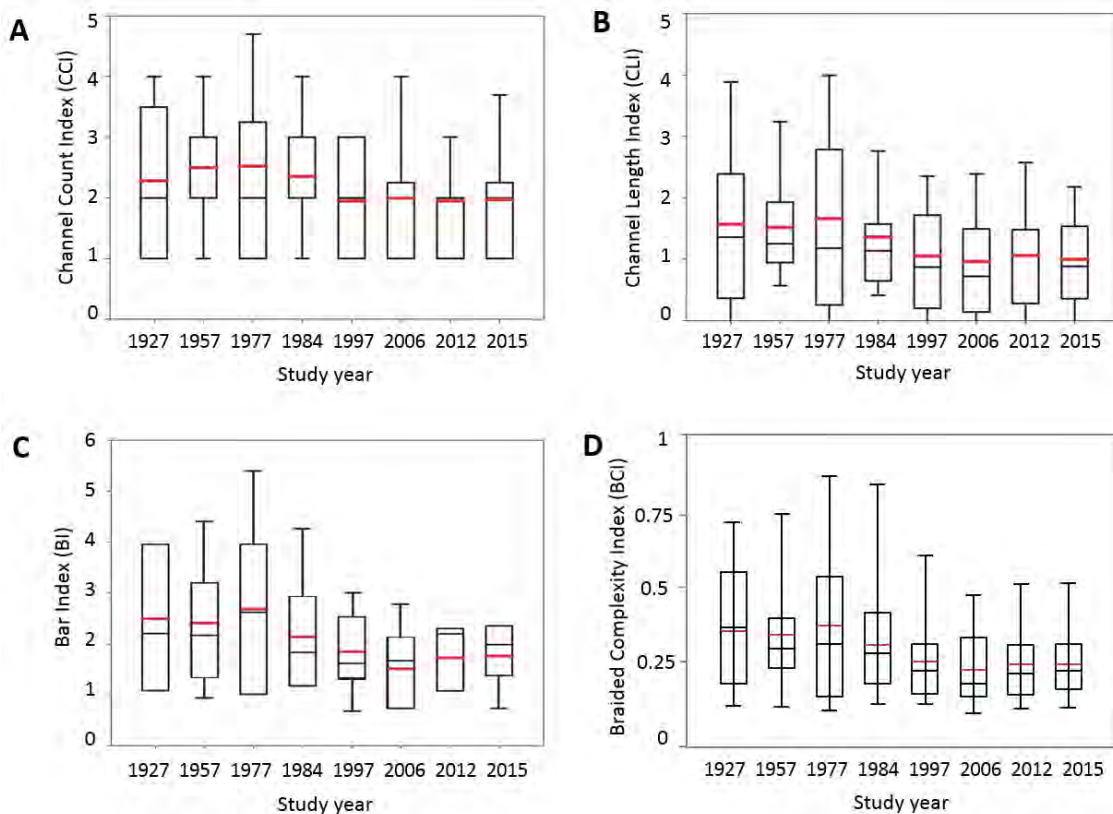 A
Channel Count Index (CCI)
5
4
3
2
1
0
1927 1957 1977 1984 1997 2006 2012 2015
Study year
B
Channel Length Index (CLI)
5
4
3
2
1
0
1927 1957 1977 1984 1997 2006 2012 2015
Study year
C
Bar Index (BI)
6
5
4
3
2
1
0
1927 1957 1977 1984 1997 2006 2012 2015
Study year
D
Braided Complexity Index (BCI)
1
0.75
0.5
0.25
0
1927 1957 1977 1984 1997 2006 2012 2015
Study year